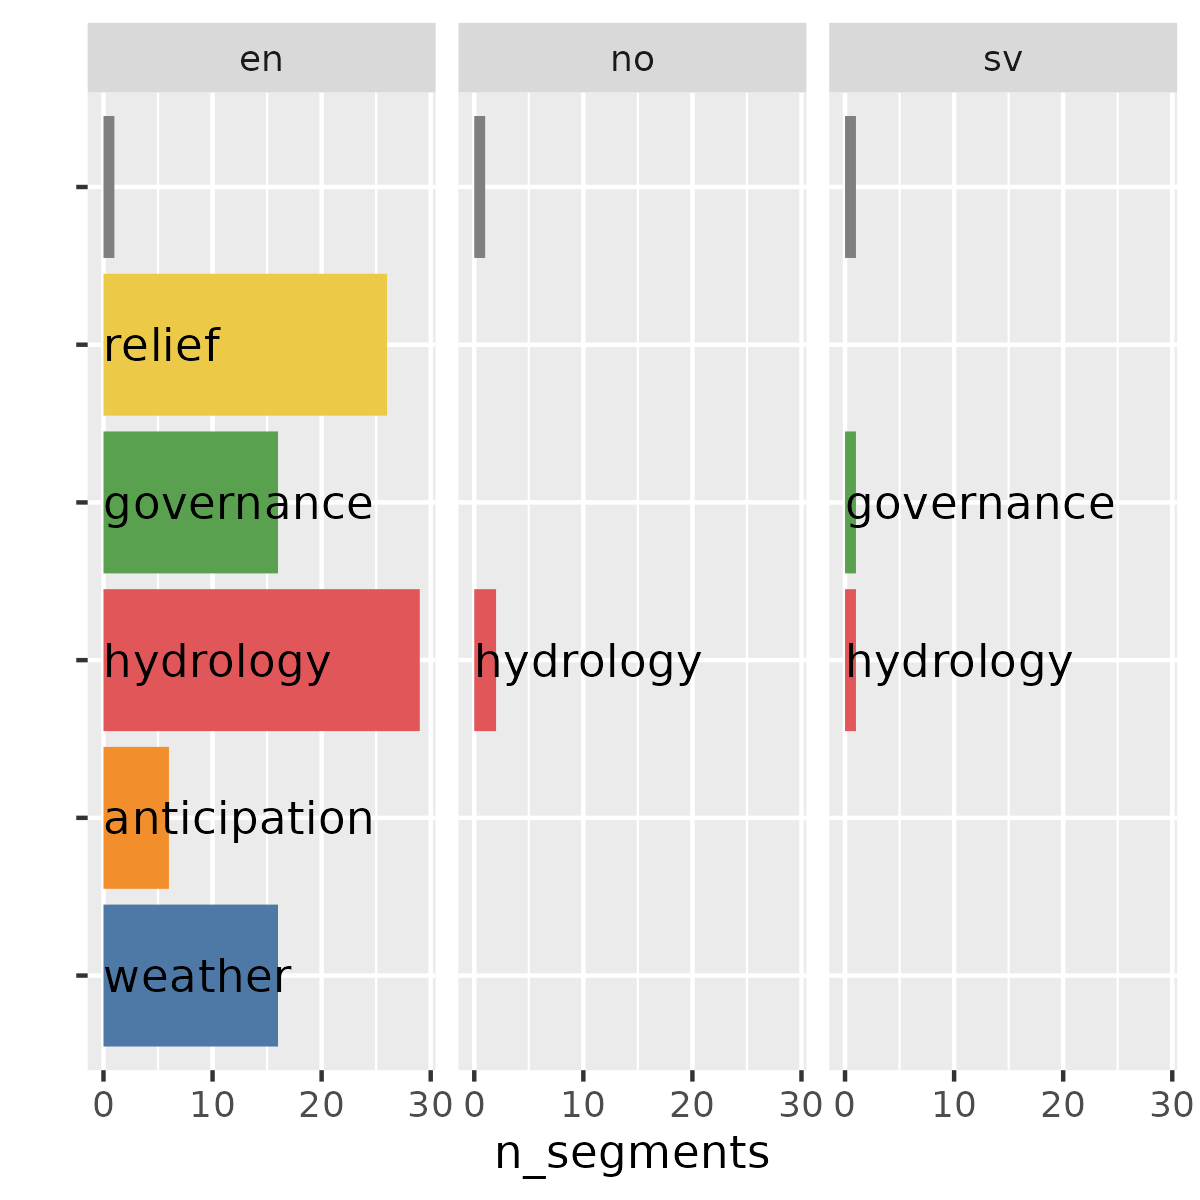 en no sv
relief
governance governance
hydrology hydrology hydrology
anticipation
weather
0 10 20 30 0 10 20 30 0 10 20 30
n_segments